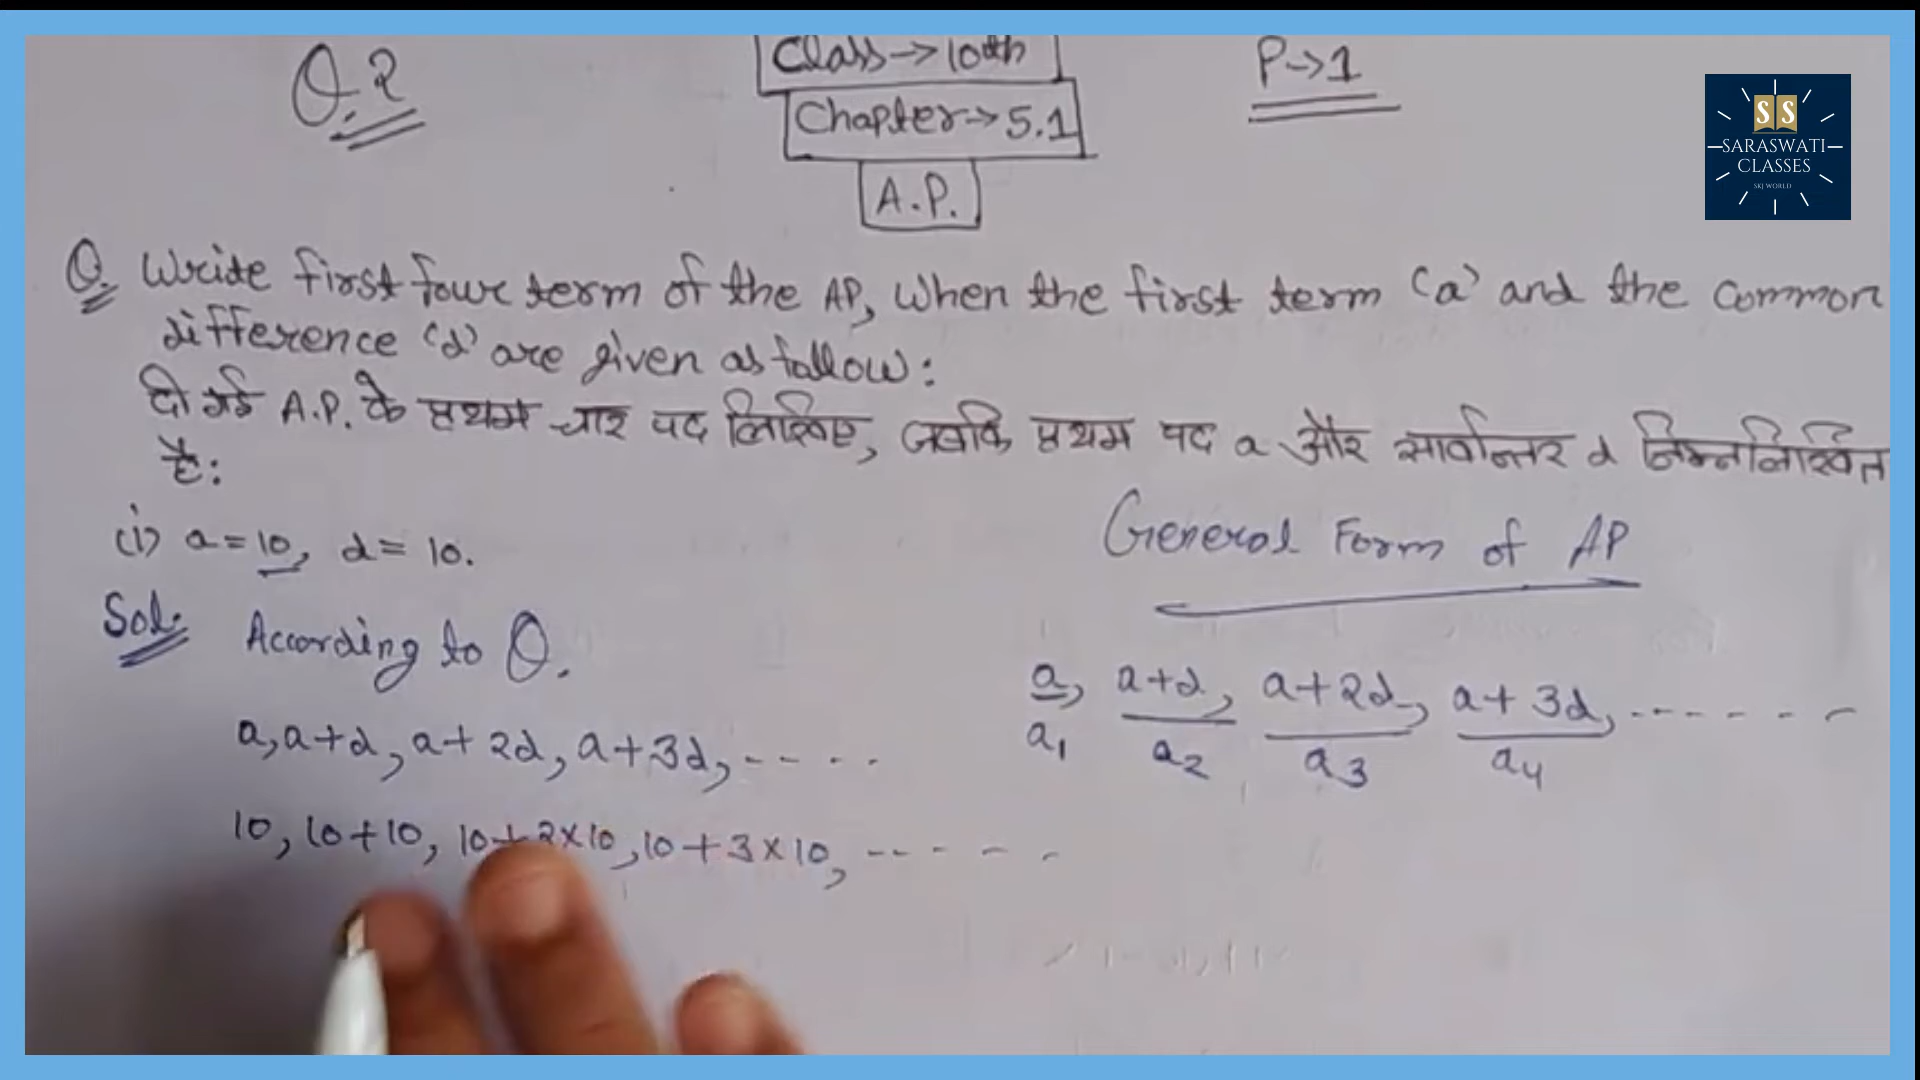 Q.2
Class→10th
P→1
Chapter→5.1
A.P.
SS
SARASWATI
CLASSES
SKJ WORLD
Q. Write first four term of the AP, when the first term 'a' and the common
difference 'd' are given as follow:
दी गई A.P. के प्रथम चार पद लिखिए, जबकि प्रथम पद a और सार्वान्तर d निम्नलिखित
है:
(i) a=10, d=10.
General Form of AP
Sol. According to Q.
a, a+d, a+2d, a+3d, ------
a1 a2 a3 a4
a, a+d, a+2d, a+3d, -----
10, 10+10, 10+2×10, 10+3×10, ------